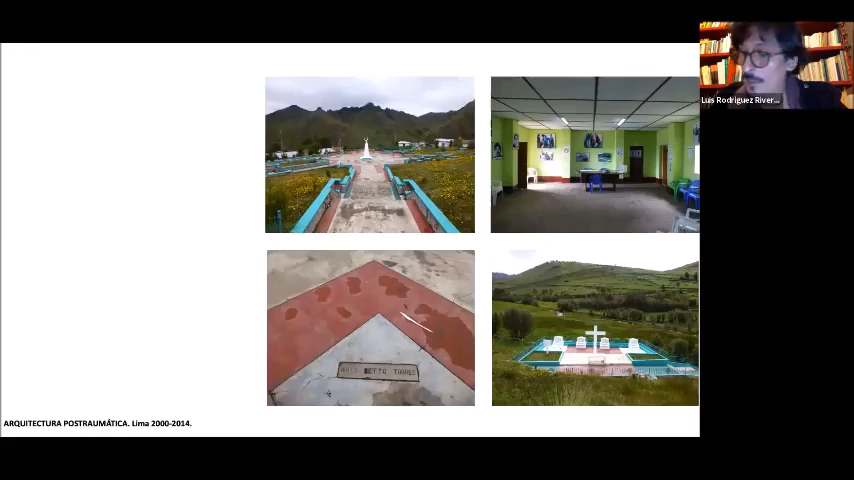 Luis Rodriguez River...
ARQUITECTURA POSTRAUMÁTICA. Lima 2000-2014.